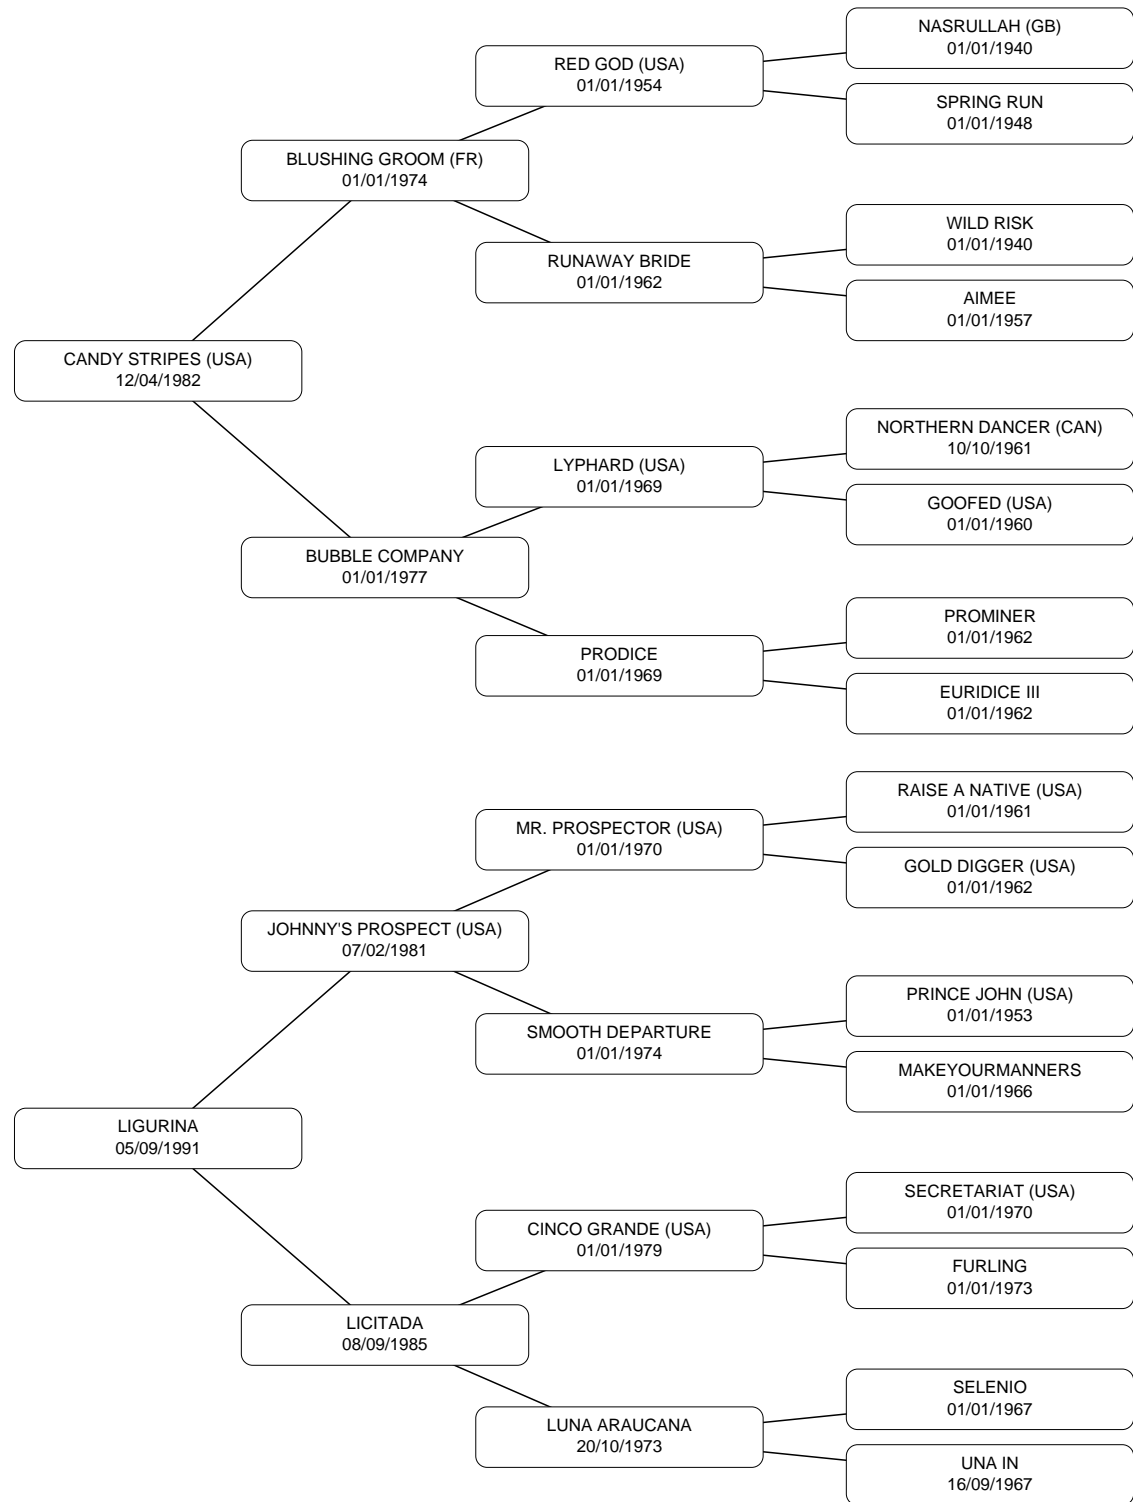 NASRULLAH (GB)
01/01/1940
RED GOD (USA)
01/01/1954
SPRING RUN
01/01/1948
BLUSHING GROOM (FR)
01/01/1974
WILD RISK
01/01/1940
RUNAWAY BRIDE
01/01/1962
AIMEE
01/01/1957
CANDY STRIPES (USA)
12/04/1982
NORTHERN DANCER (CAN)
10/10/1961
LYPHARD (USA)
01/01/1969
GOOFED (USA)
01/01/1960
BUBBLE COMPANY
01/01/1977
PROMINER
01/01/1962
PRODICE
01/01/1969
EURIDICE III
01/01/1962
RAISE A NATIVE (USA)
01/01/1961
MR. PROSPECTOR (USA)
01/01/1970
GOLD DIGGER (USA)
01/01/1962
JOHNNY'S PROSPECT (USA)
07/02/1981
PRINCE JOHN (USA)
01/01/1953
SMOOTH DEPARTURE
01/01/1974
MAKEYOURMANNERS
01/01/1966
LIGURINA
05/09/1991
SECRETARIAT (USA)
01/01/1970
CINCO GRANDE (USA)
01/01/1979
FURLING
01/01/1973
LICITADA
08/09/1985
SELENIO
01/01/1967
LUNA ARAUCANA
20/10/1973
UNA IN
16/09/1967